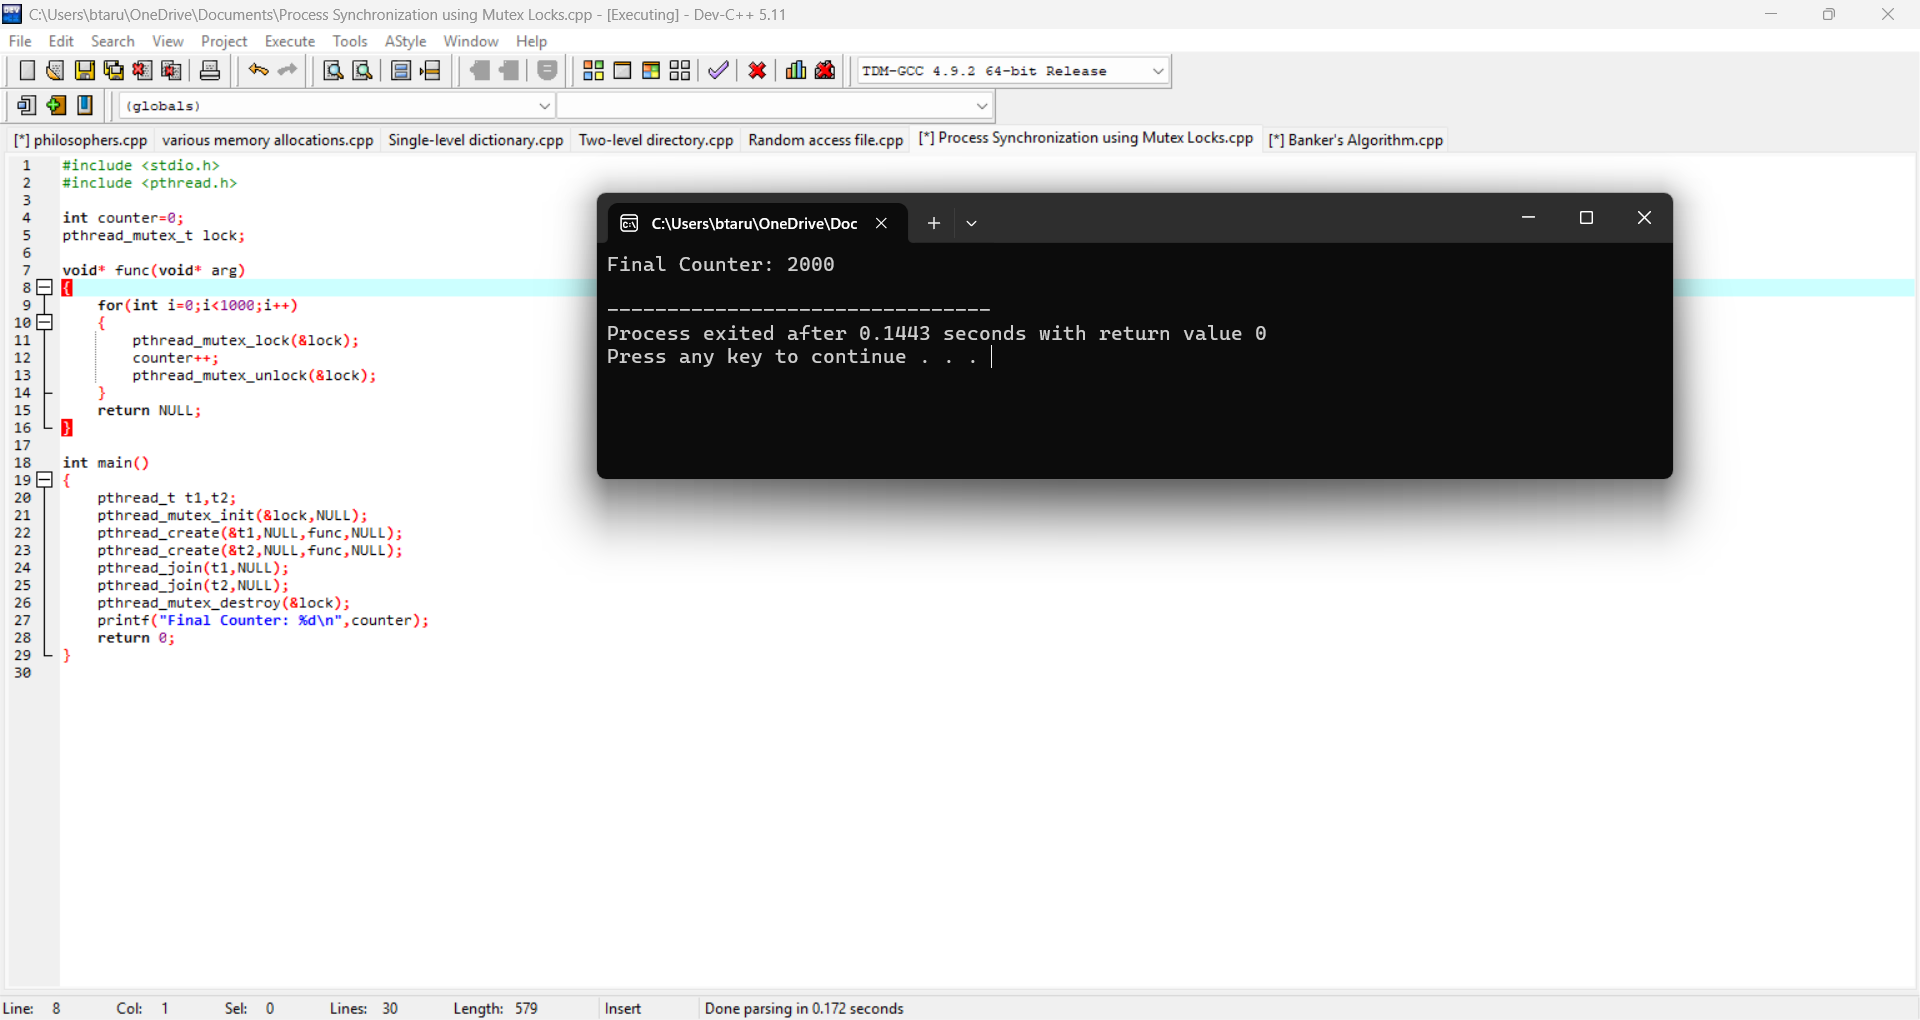 C:\Users\btaru\OneDrive\Documents\Process Synchronization using Mutex Locks.cpp - [Executing] - Dev-C++ 5.11
File Edit Search View Project Execute Tools AStyle Window Help
TDM-GCC 4.9.2 64-bit Release
(globals)
[*] philosophers.cpp various memory allocations.cpp Single-level dictionary.cpp Two-level directory.cpp Random access file.cpp [*] Process Synchronization using Mutex Locks.cpp [*] Banker's Algorithm.cpp
1 #include <stdio.h>
2 #include <pthread.h>
3
4 int counter=0;
5 pthread_mutex_t lock;
6
7 void* func(void* arg)
8 {
9 for(int i=0;i<1000;i++)
10 {
11 pthread_mutex_lock(&lock);
12 counter++;
13 pthread_mutex_unlock(&lock);
14 }
15 return NULL;
16 }
17
18 int main()
19 {
20 pthread_t t1,t2;
21 pthread_mutex_init(&lock,NULL);
22 pthread_create(&t1,NULL,func,NULL);
23 pthread_create(&t2,NULL,func,NULL);
24 pthread_join(t1,NULL);
25 pthread_join(t2,NULL);
26 pthread_mutex_destroy(&lock);
27 printf("Final Counter: %d\n",counter);
28 return 0;
29 }
30
C:\Users\btaru\OneDrive\Doc
Final Counter: 2000
--------------------------------
Process exited after 0.1443 seconds with return value 0
Press any key to continue . . .
Line: 8 Col: 1 Sel: 0 Lines: 30 Length: 579 Insert Done parsing in 0.172 seconds